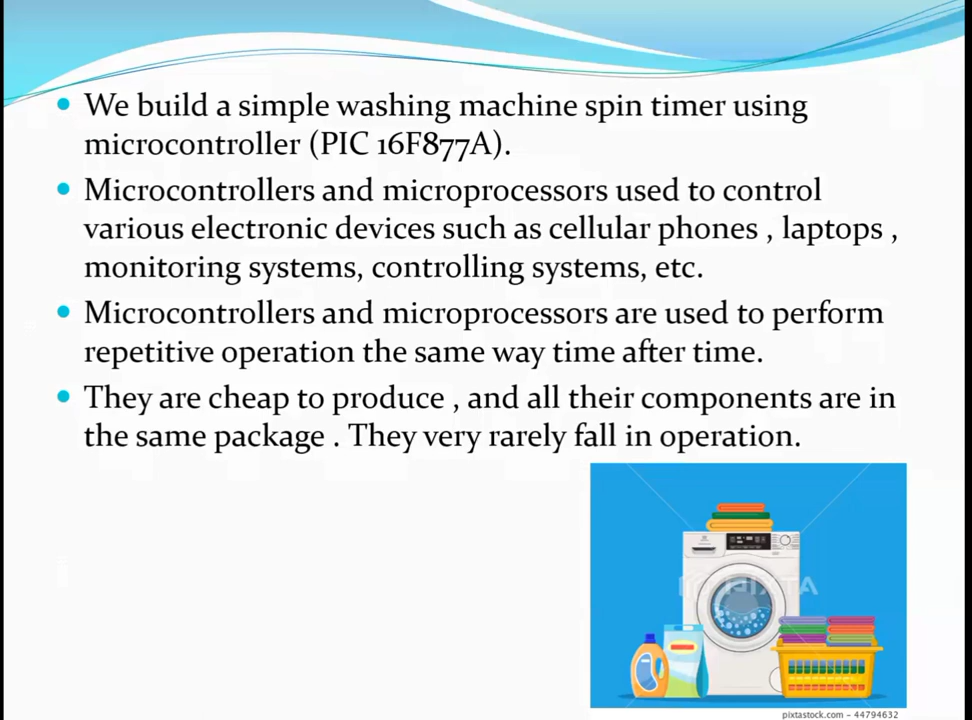 We build a simple washing machine spin timer using
microcontroller (PIC 16F877A).
Microcontrollers and microprocessors used to control
various electronic devices such as cellular phones , laptops ,
monitoring systems, controlling systems, etc.
Microcontrollers and microprocessors are used to perform
repetitive operation the same way time after time.
They are cheap to produce , and all their components are in
the same package . They very rarely fall in operation.
PIXTA
pixtastock.com – 44794632